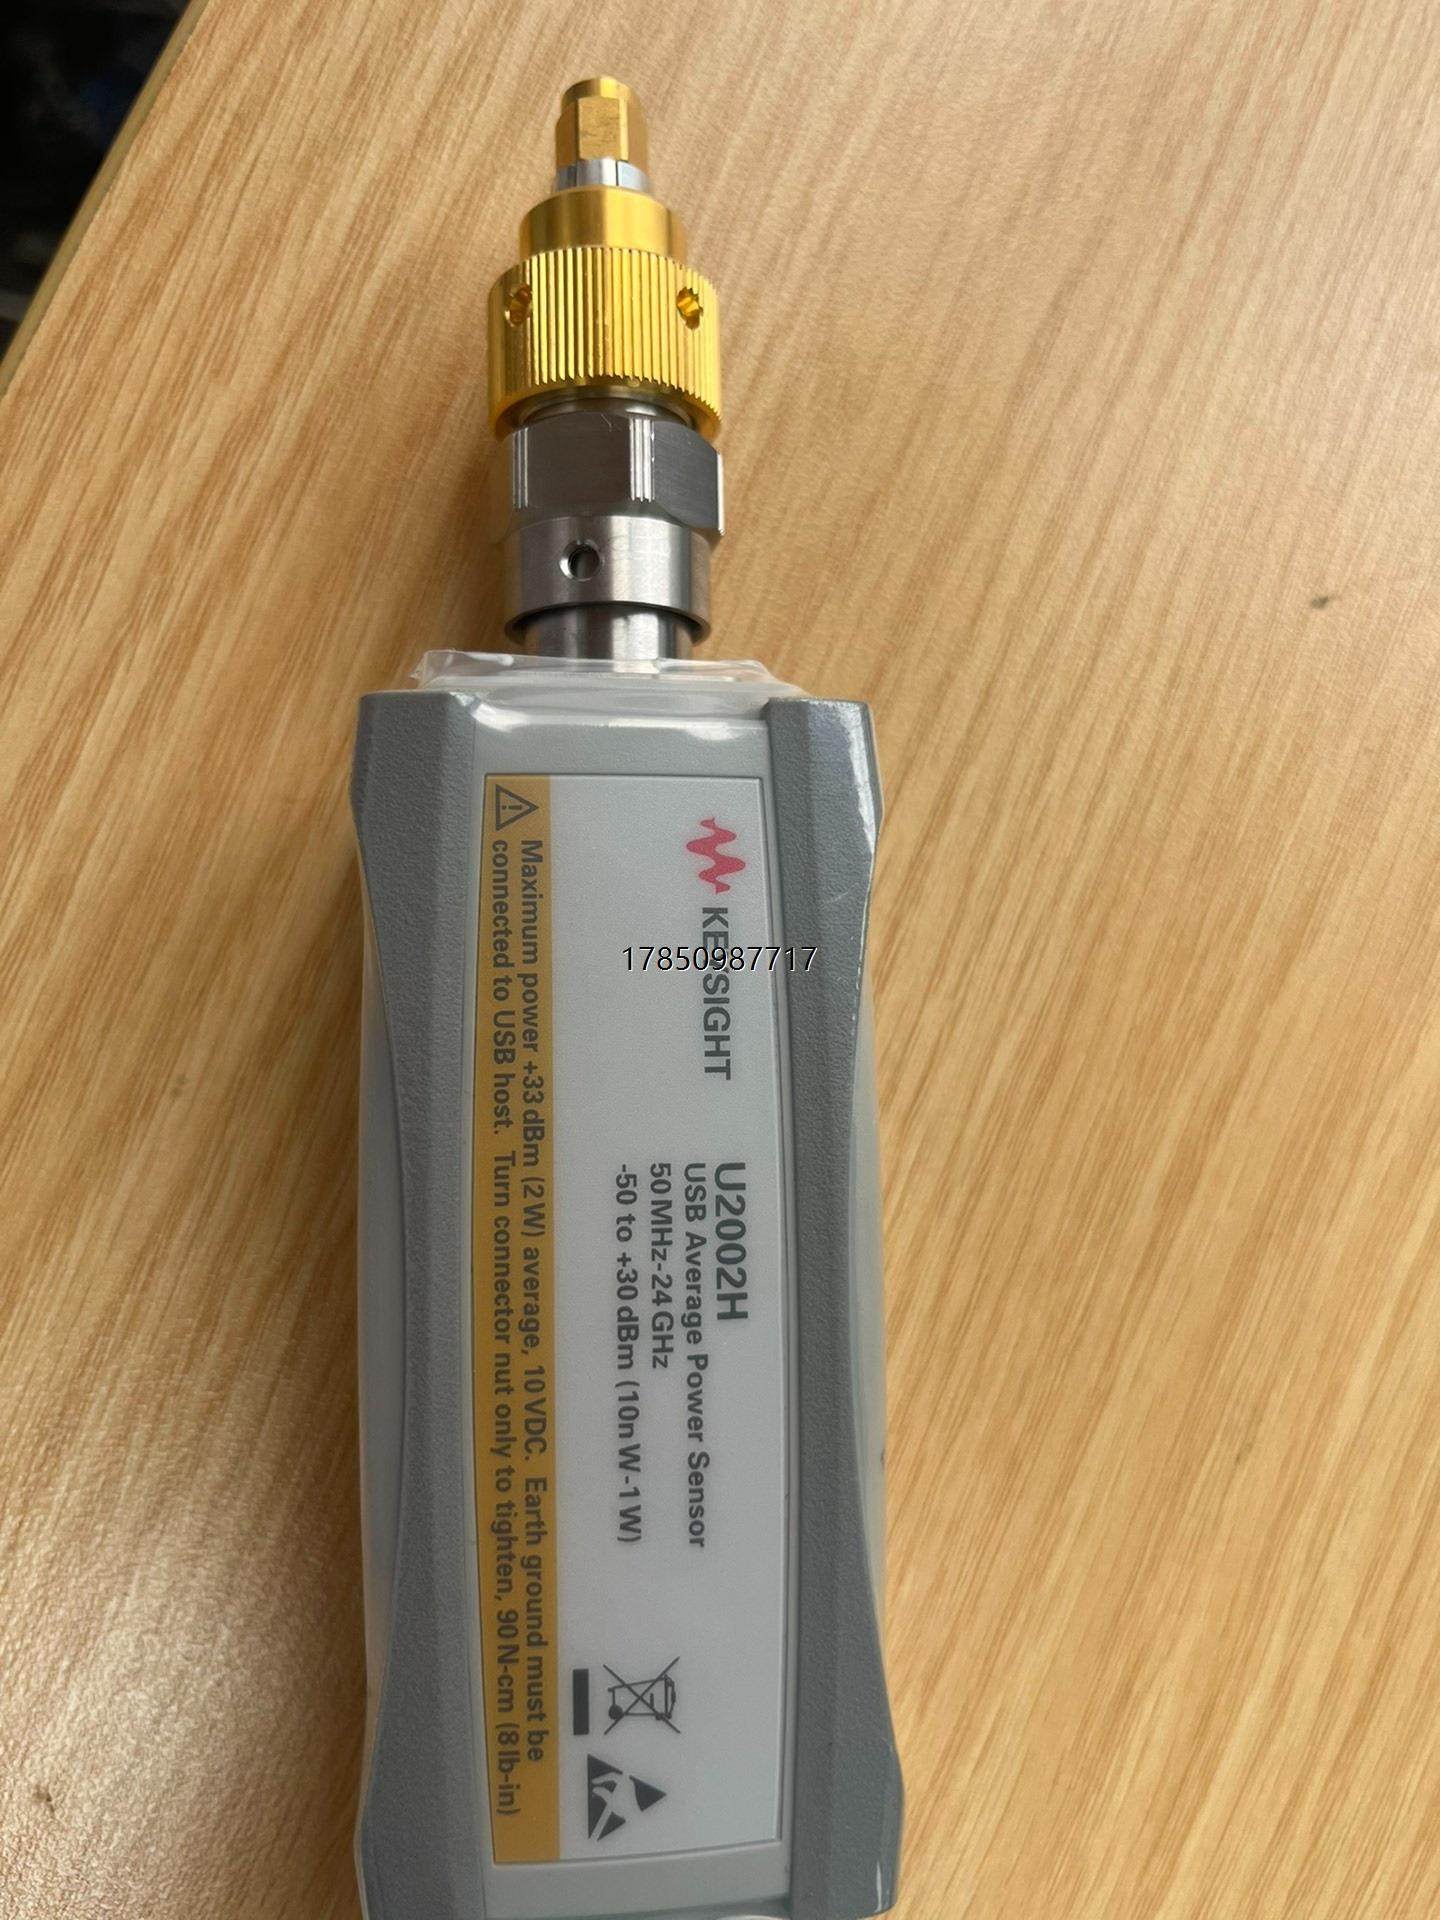 KEYSIGHT
U2002H
USB Average Power Sensor
50 MHz-24 GHz
-50 to +30 dBm (10n W-1 W)
Maximum power +33 dBm (2 W) average, 10 VDC. Earth ground must be
connected to USB host. Turn connector nut only to tighten, 90 N-cm (8 lb-in)
17850987717